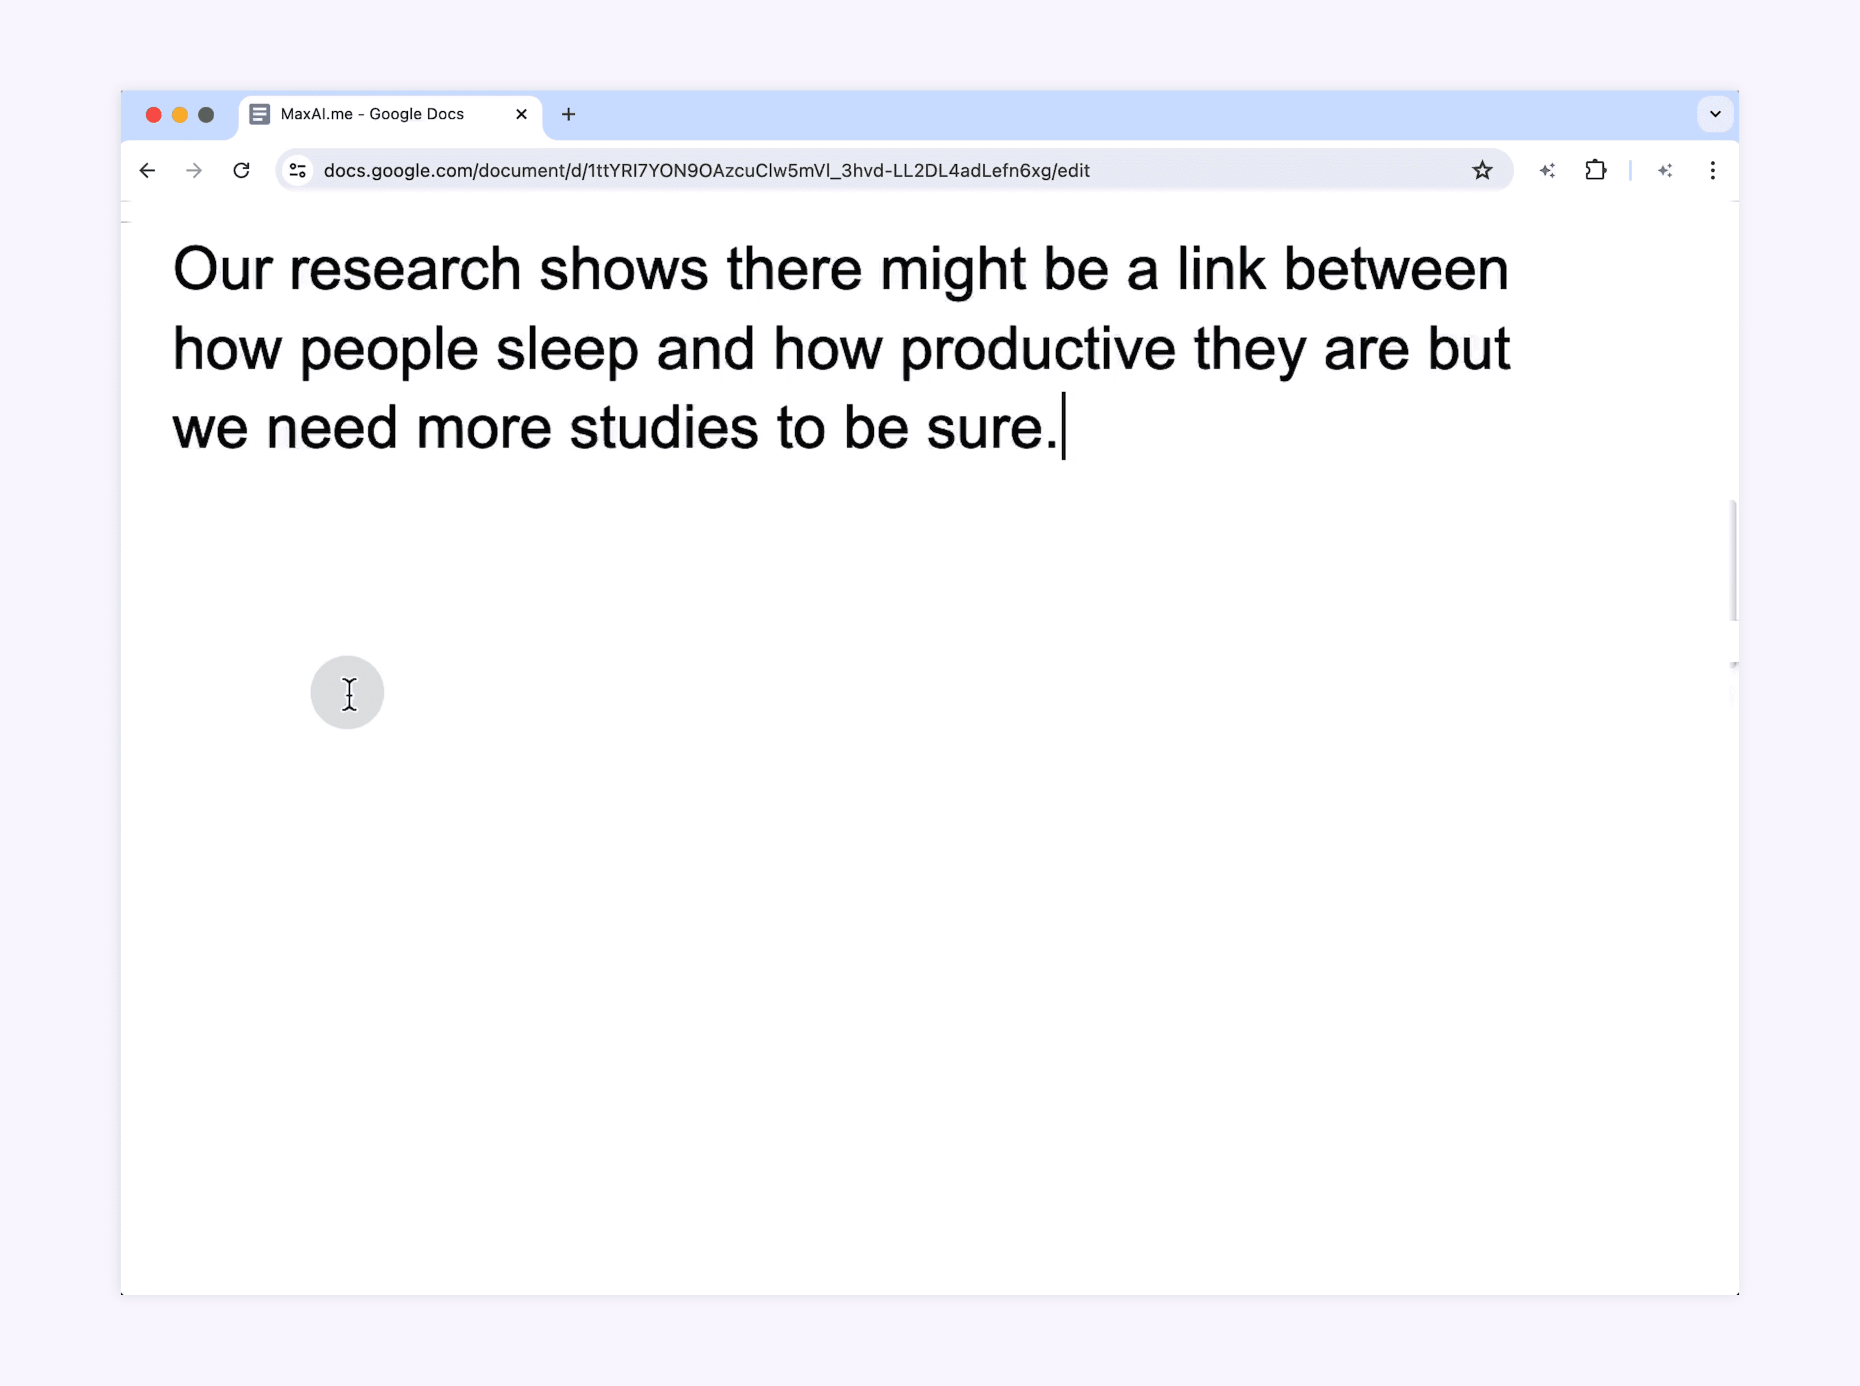 MaxAI.me - Google Docs
docs.google.com/document/d/1ttYRI7YON9OAzcuClw5mVl_3hvd-LL2DL4adLefn6xg/edit
Our research shows there might be a link between
how people sleep and how productive they are but
we need more studies to be sure.